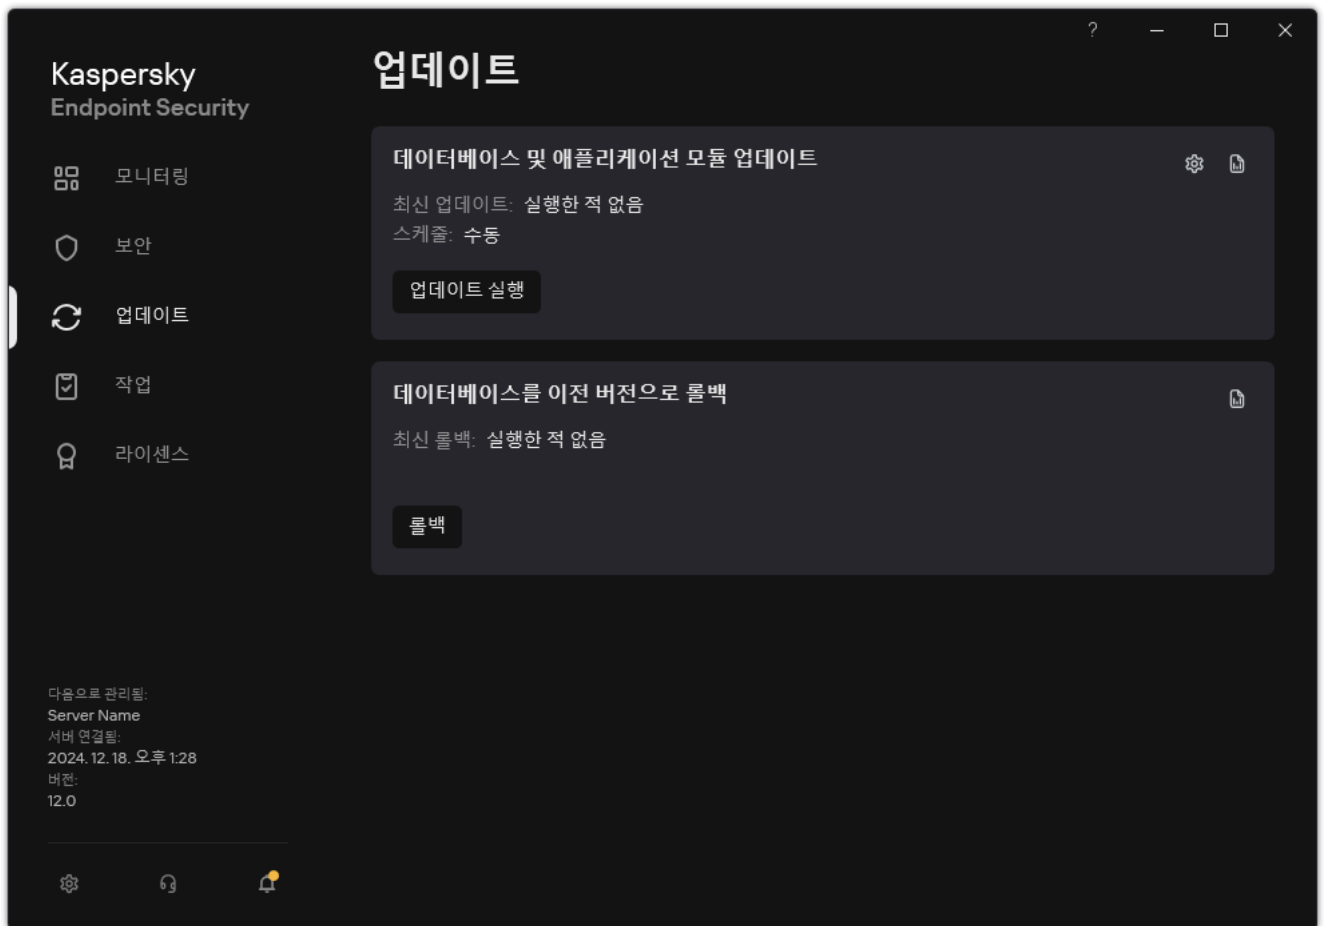 ?
Kaspersky
Endpoint Security
모니터링
보안
업데이트
작업
라이센스
다음으로 관리됨:
Server Name
서버 연결됨:
2024. 12. 18. 오후 1:28
버전:
12.0
업데이트
데이터베이스 및 애플리케이션 모듈 업데이트
최신 업데이트: 실행한 적 없음
스케줄: 수동
업데이트 실행
데이터베이스를 이전 버전으로 롤백
최신 롤백: 실행한 적 없음
롤백